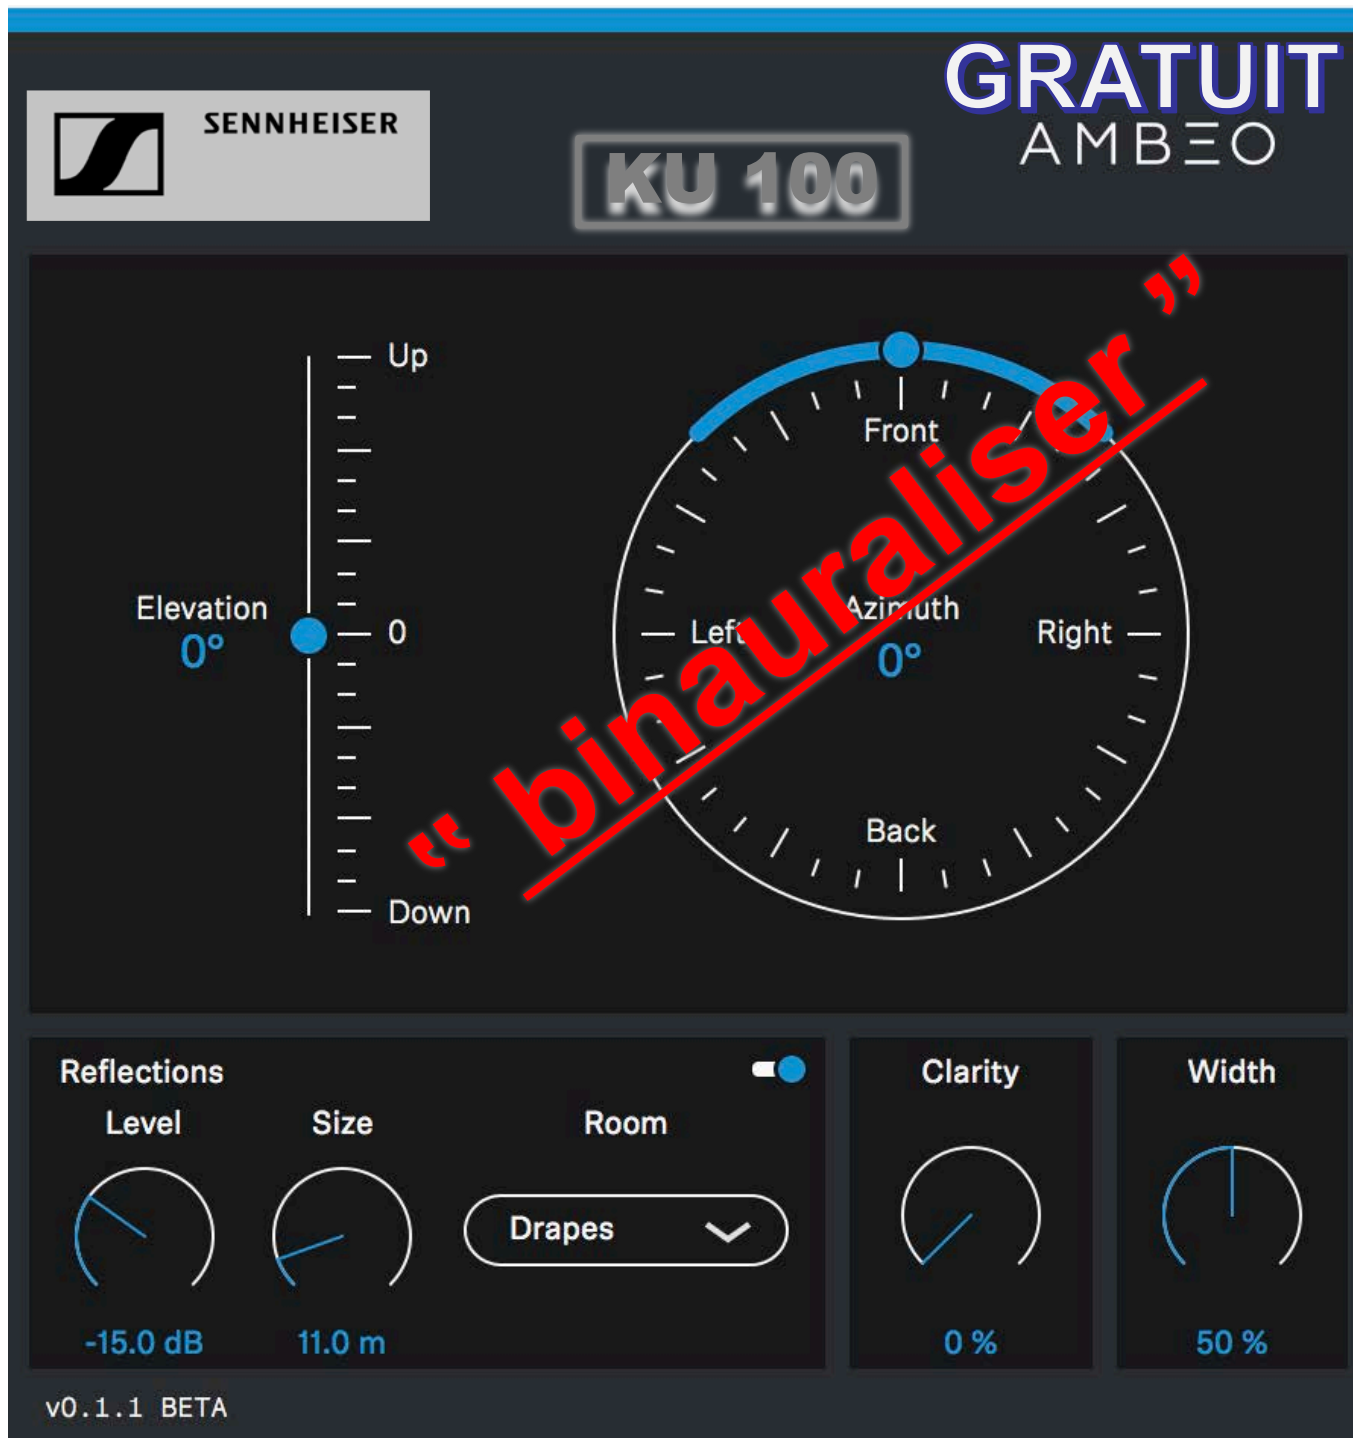 GRATUIT
SENNHEISER
AMBEO
KU 100
Up
Front
Elevation
0°
0
Left
Azimuth
0°
Right
“ binauraliser ”
Back
Down
Reflections
Level
Size
Room
Drapes
-15.0 dB
11.0 m
Clarity
0 %
Width
50 %
v0.1.1 BETA